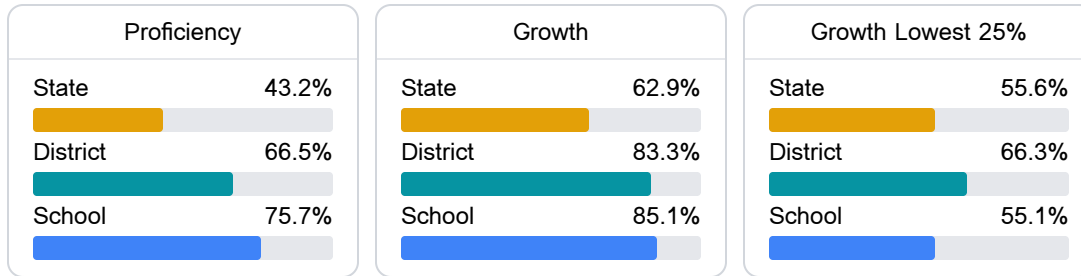 Proficiency
State 43.2%
District 66.5%
School 75.7%
Growth
State 62.9%
District 83.3%
School 85.1%
Growth Lowest 25%
State 55.6%
District 66.3%
School 55.1%